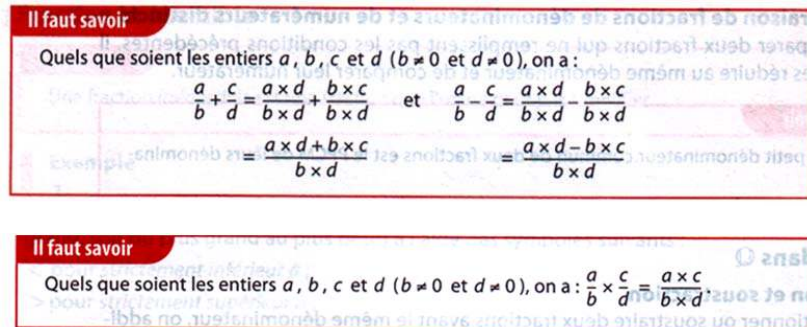 Il faut savoir
Quels que soient les entiers a, b, c et d (b ≠ 0 et d ≠ 0), on a :
a/b + c/d = (a × d)/(b × d) + (b × c)/(b × d) et a/b - c/d = (a × d)/(b × d) - (b × c)/(b × d)
= (a × d + b × c)/(b × d) = (a × d - b × c)/(b × d)
Il faut savoir
Quels que soient les entiers a, b, c et d (b ≠ 0 et d ≠ 0), on a : a/b × c/d = (a × c)/(b × d).